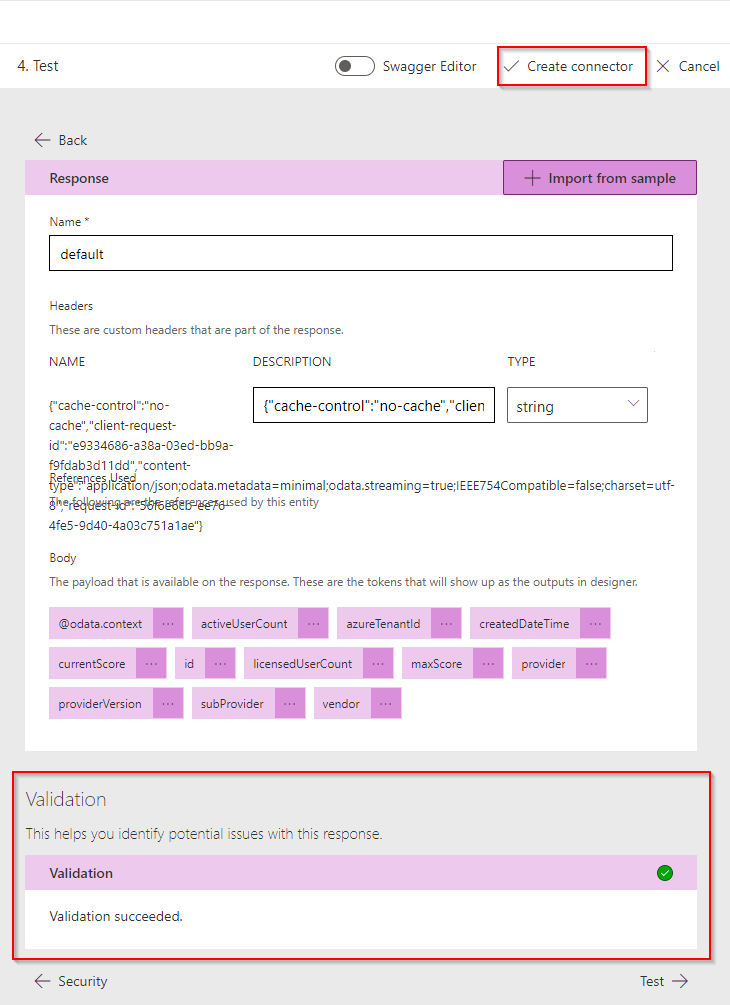 4. Test
Swagger Editor
Create connector
Cancel
Back
Response
Import from sample
Name *
default
Headers
These are custom headers that are part of the response.
NAME DESCRIPTION TYPE
{"cache-control":"no-
cache","client-request-
id":"e9334686-a38a-03ed-bb9a-
f9fdab3d11dd","content-
type":"application/json;odata.metadata=minimal;odata.streaming=true;IEEE754Compatible=false;charset=utf-
4fe5-9d40-4a03c751a1ae"}
{"cache-control":"no-cache","clien
string
References Used
The following are the references used by this entity
Body
The payload that is available on the response. These are the tokens that will show up as the outputs in designer.
@odata.context ... activeUserCount ... azureTenantId ... createdDateTime ...
currentScore ... id ... licensedUserCount ... maxScore ... provider ...
providerVersion ... subProvider ... vendor ...
Validation
This helps you identify potential issues with this response.
Validation
Validation succeeded.
Security
Test